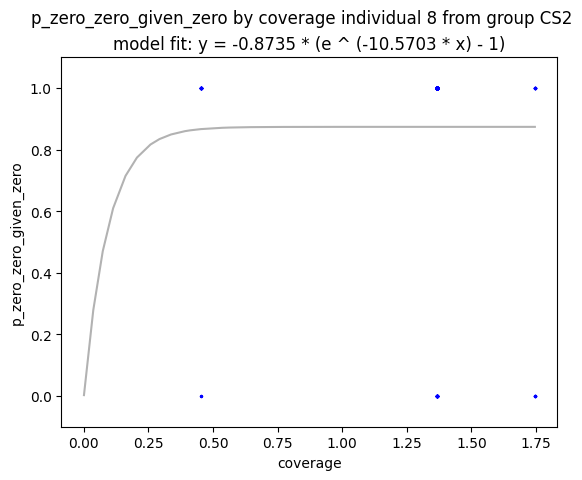 p_zero_zero_given_zero by coverage individual 8 from group CS2
model fit: y = -0.8735 * (e ^ (-10.5703 * x) - 1)
p_zero_zero_given_zero
1.0
0.8
0.6
0.4
0.2
0.0
0.00 0.25 0.50 0.75 1.00 1.25 1.50 1.75
coverage